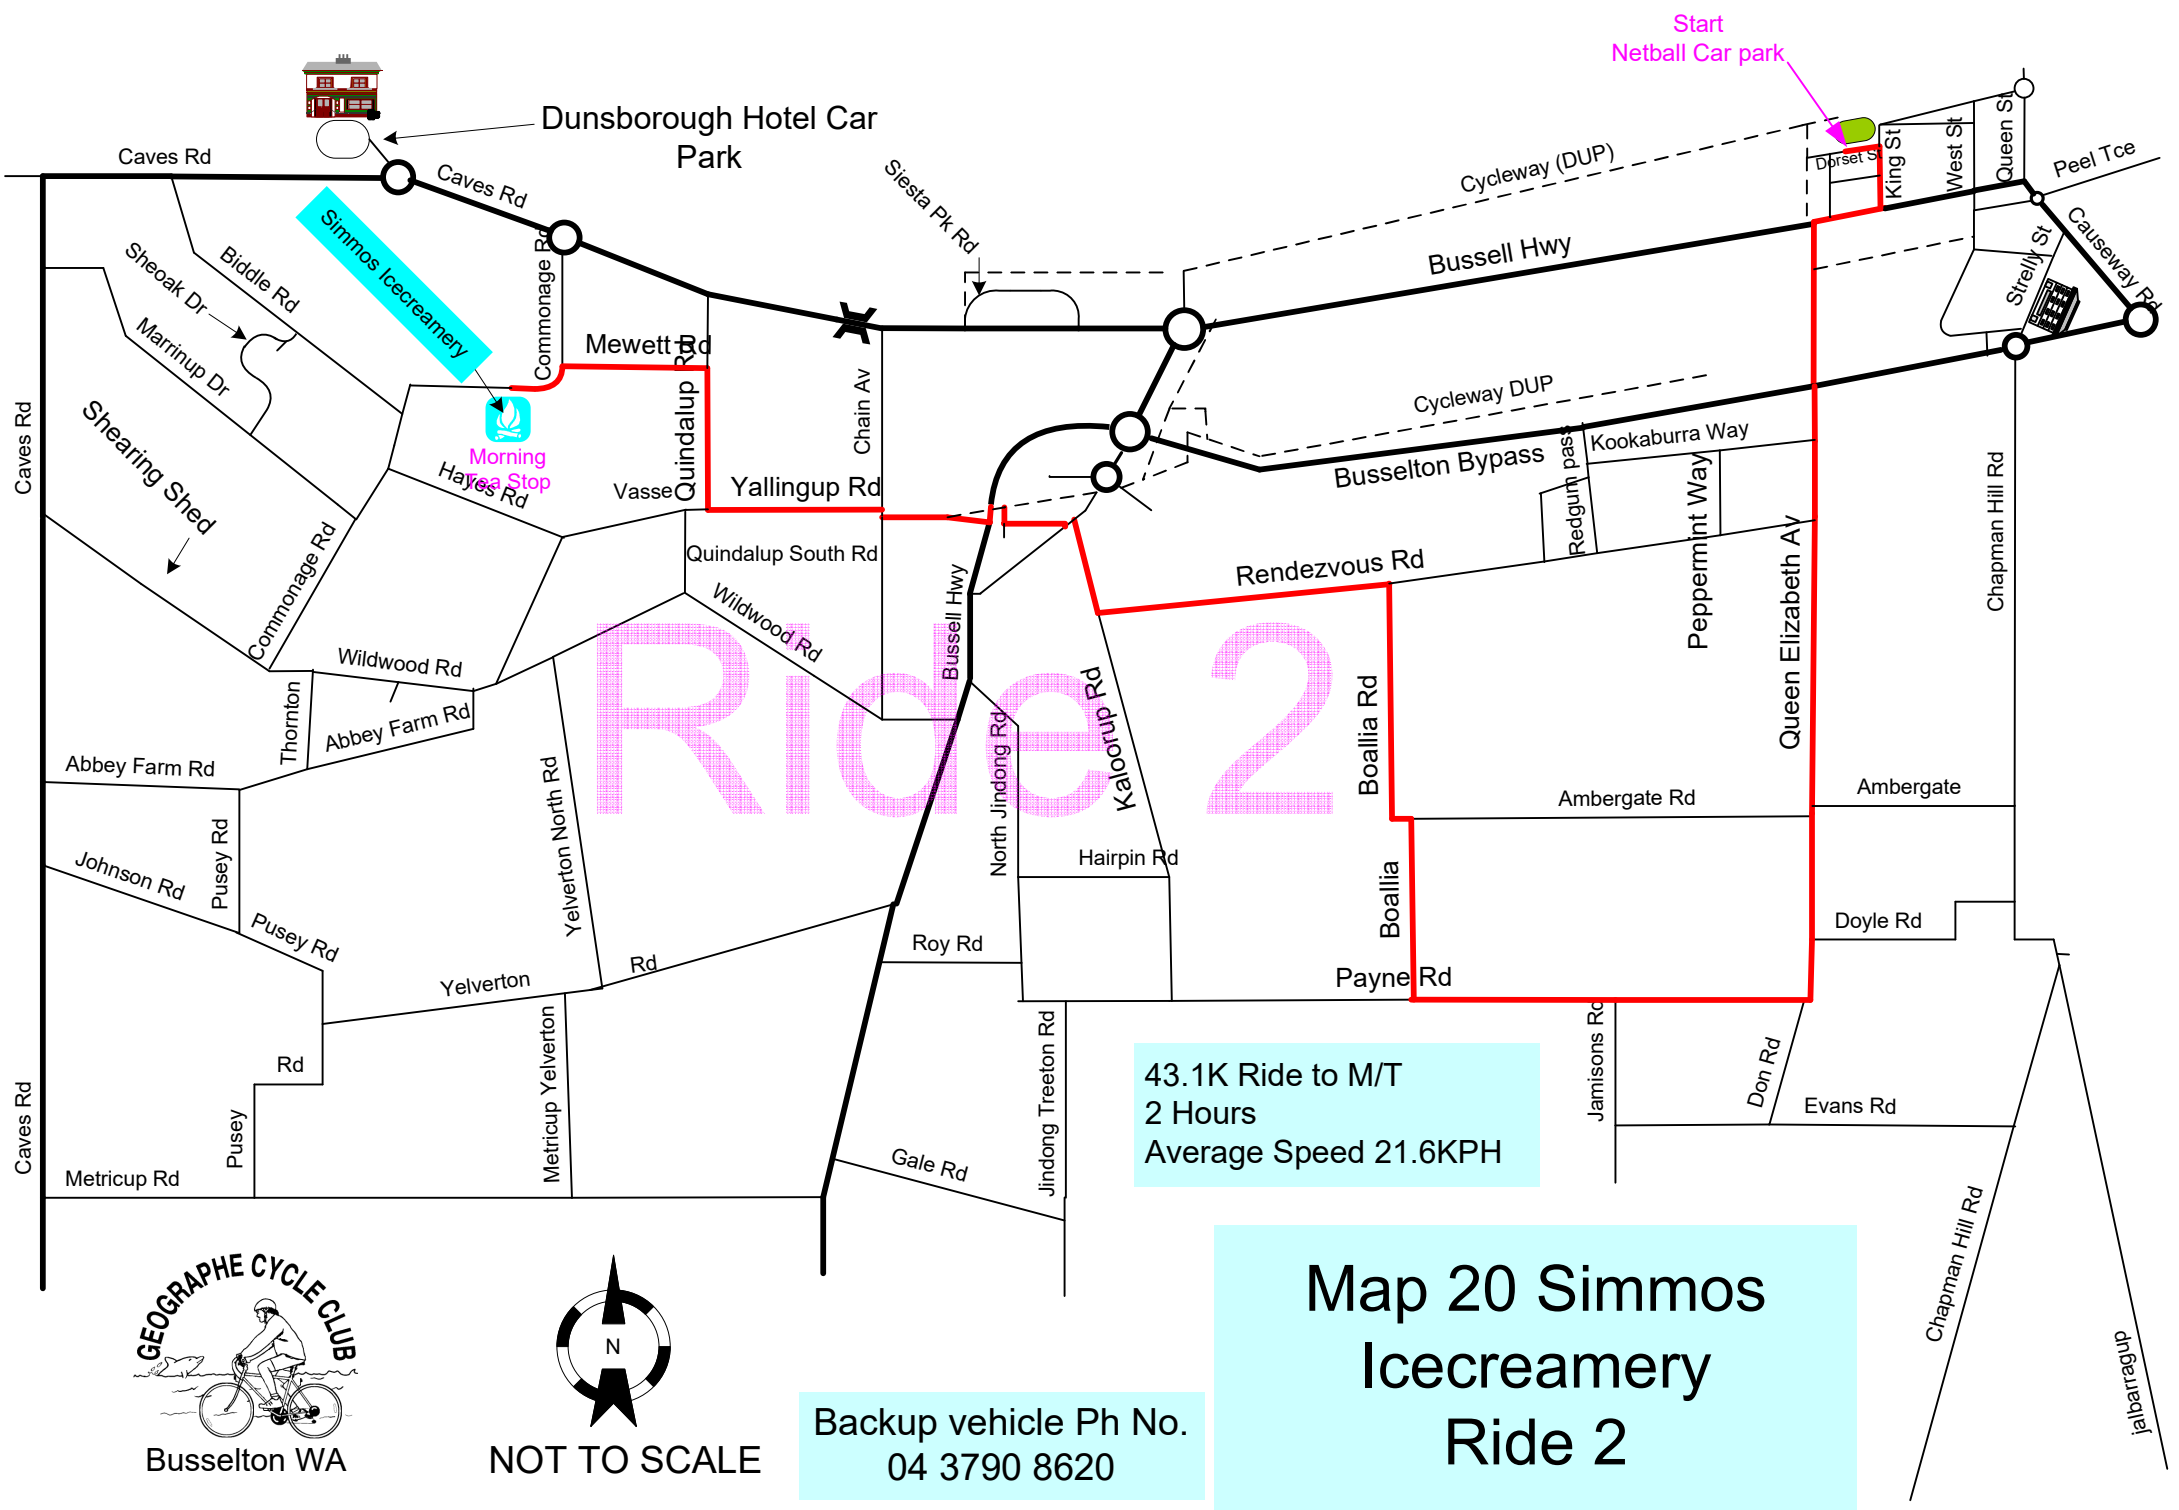 Start
Netball Car park
Dunsborough Hotel Car
Park
Caves Rd
Caves Rd
Simmos Icecreamery
Siesta Pk Rd
Cycleway (DUP)
Dorset St
King St
West St
Queen St
Peel Tce
Causeway Rd
Strelly St
Bussell Hwy
Sheoak Dr
Biddle Rd
Marrinup Dr
Commonage Rd
Mewett Rd
Quindalup Rd
Chain Av
Cycleway DUP
Caves Rd
Shearing Shed
Morning
Tea Stop
Hayes Rd
Vasse
Yallingup Rd
Busselton Bypass
Redgum pass
Kookaburra Way
Peppermint Way
Queen Elizabeth Av
Chapman Hill Rd
Commonage Rd
Quindalup South Rd
Bussell Hwy
Rendezvous Rd
Wildwood Rd
Wildwood Rd
Ride 2
Thornton
Abbey Farm Rd
Abbey Farm Rd
Yelverton North Rd
North Jindong Rd
Kaloorup Rd
Boallia Rd
Ambergate Rd
Ambergate
Johnson Rd
Pusey Rd
Pusey Rd
Hairpin Rd
Boallia
Doyle Rd
Roy Rd
Yelverton
Rd
Payne Rd
Rd
Pusey
Metricup Yelverton
Jindong Treeton Rd
Jamisons Rd
Don Rd
Evans Rd
43.1K Ride to M/T
2 Hours
Average Speed 21.6KPH
Caves Rd
Metricup Rd
Gale Rd
Chapman Hill Rd
jalbarragup
GEOGRAPHE CYCLE CLUB
Busselton WA
N
NOT TO SCALE
Backup vehicle Ph No.
04 3790 8620
Map 20 Simmos
Icecreamery
Ride 2